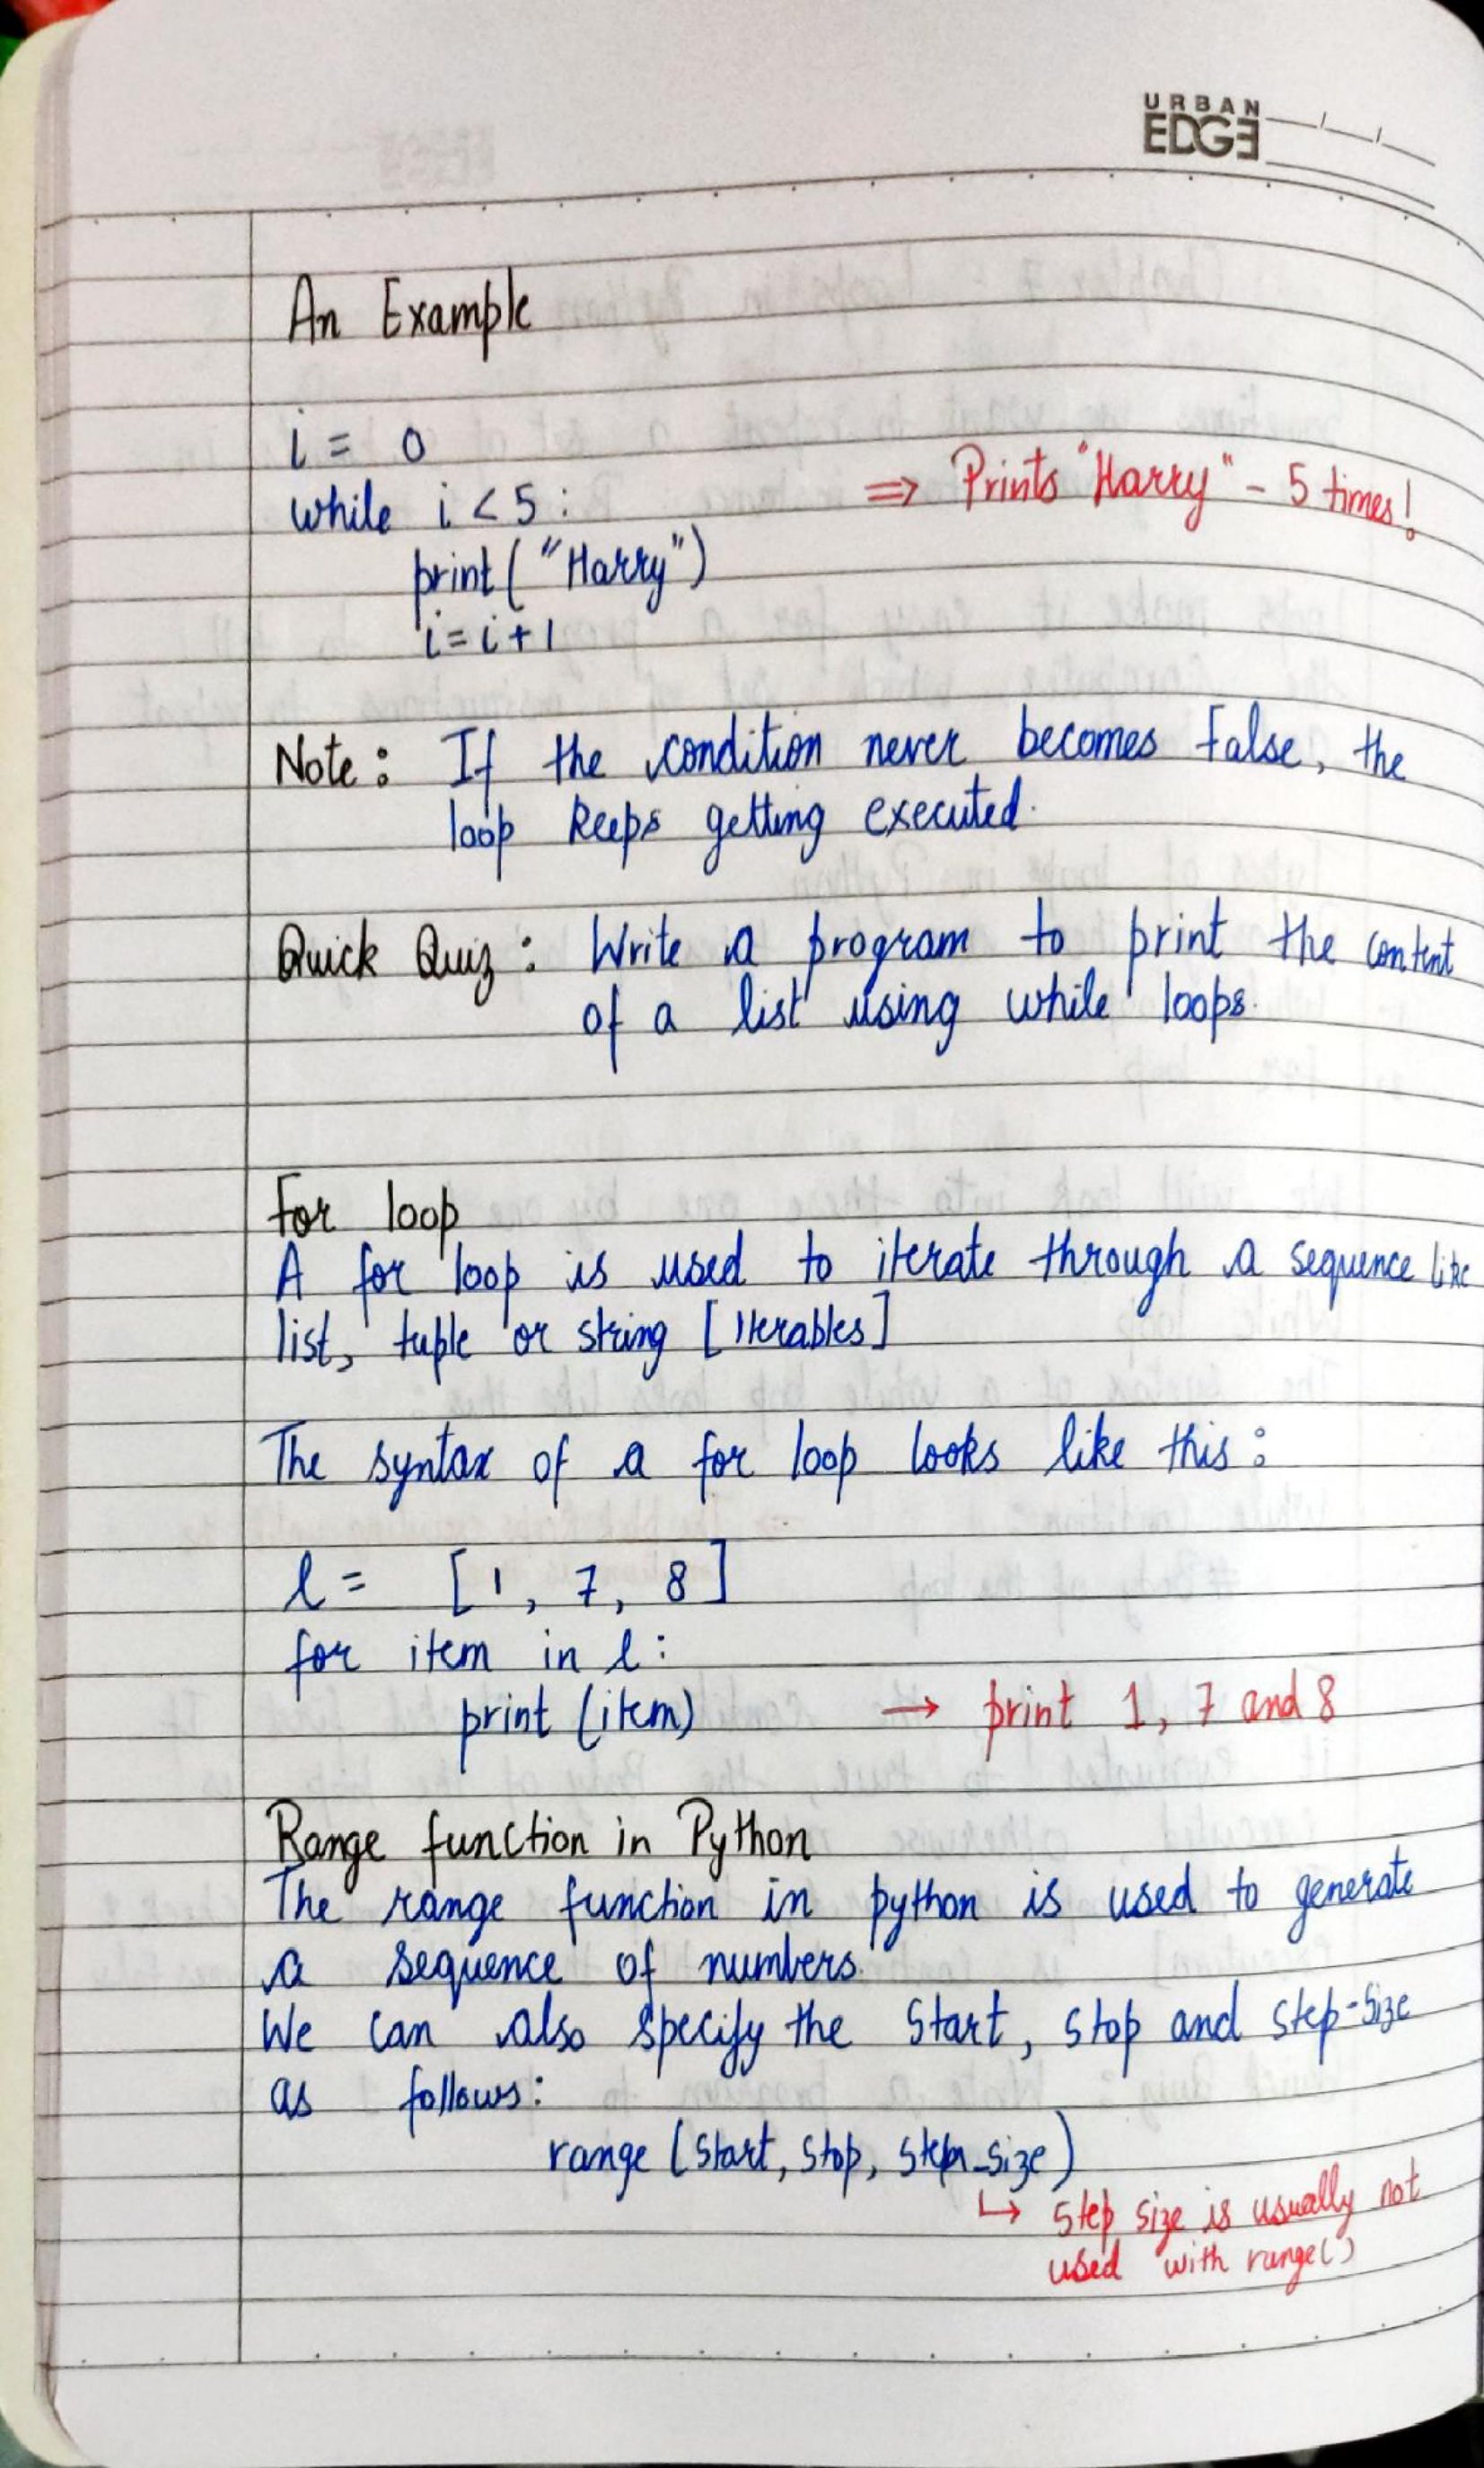 URBAN
EDGE
An Example
i = 0
while i < 5 : ⇒ Prints "Harry" - 5 times!
print ( "Harry")
i = i + 1
Note : If the condition never becomes false, the
loop keeps getting executed.
Quick Quiz : Write a program to print the content
of a list using while loops.
For loop
A for loop is used to iterate through a sequence like
list, tuple or string [iterables]
The syntax of a for loop looks like this :
l = [1, 7, 8]
for item in l :
print (item) → print 1, 7 and 8
Range function in Python
The range function in python is used to generate
a sequence of numbers.
We can also specify the start, stop and step-size
as follows :
range (start, stop, step_size)
↳ step size is usually not
used with range()